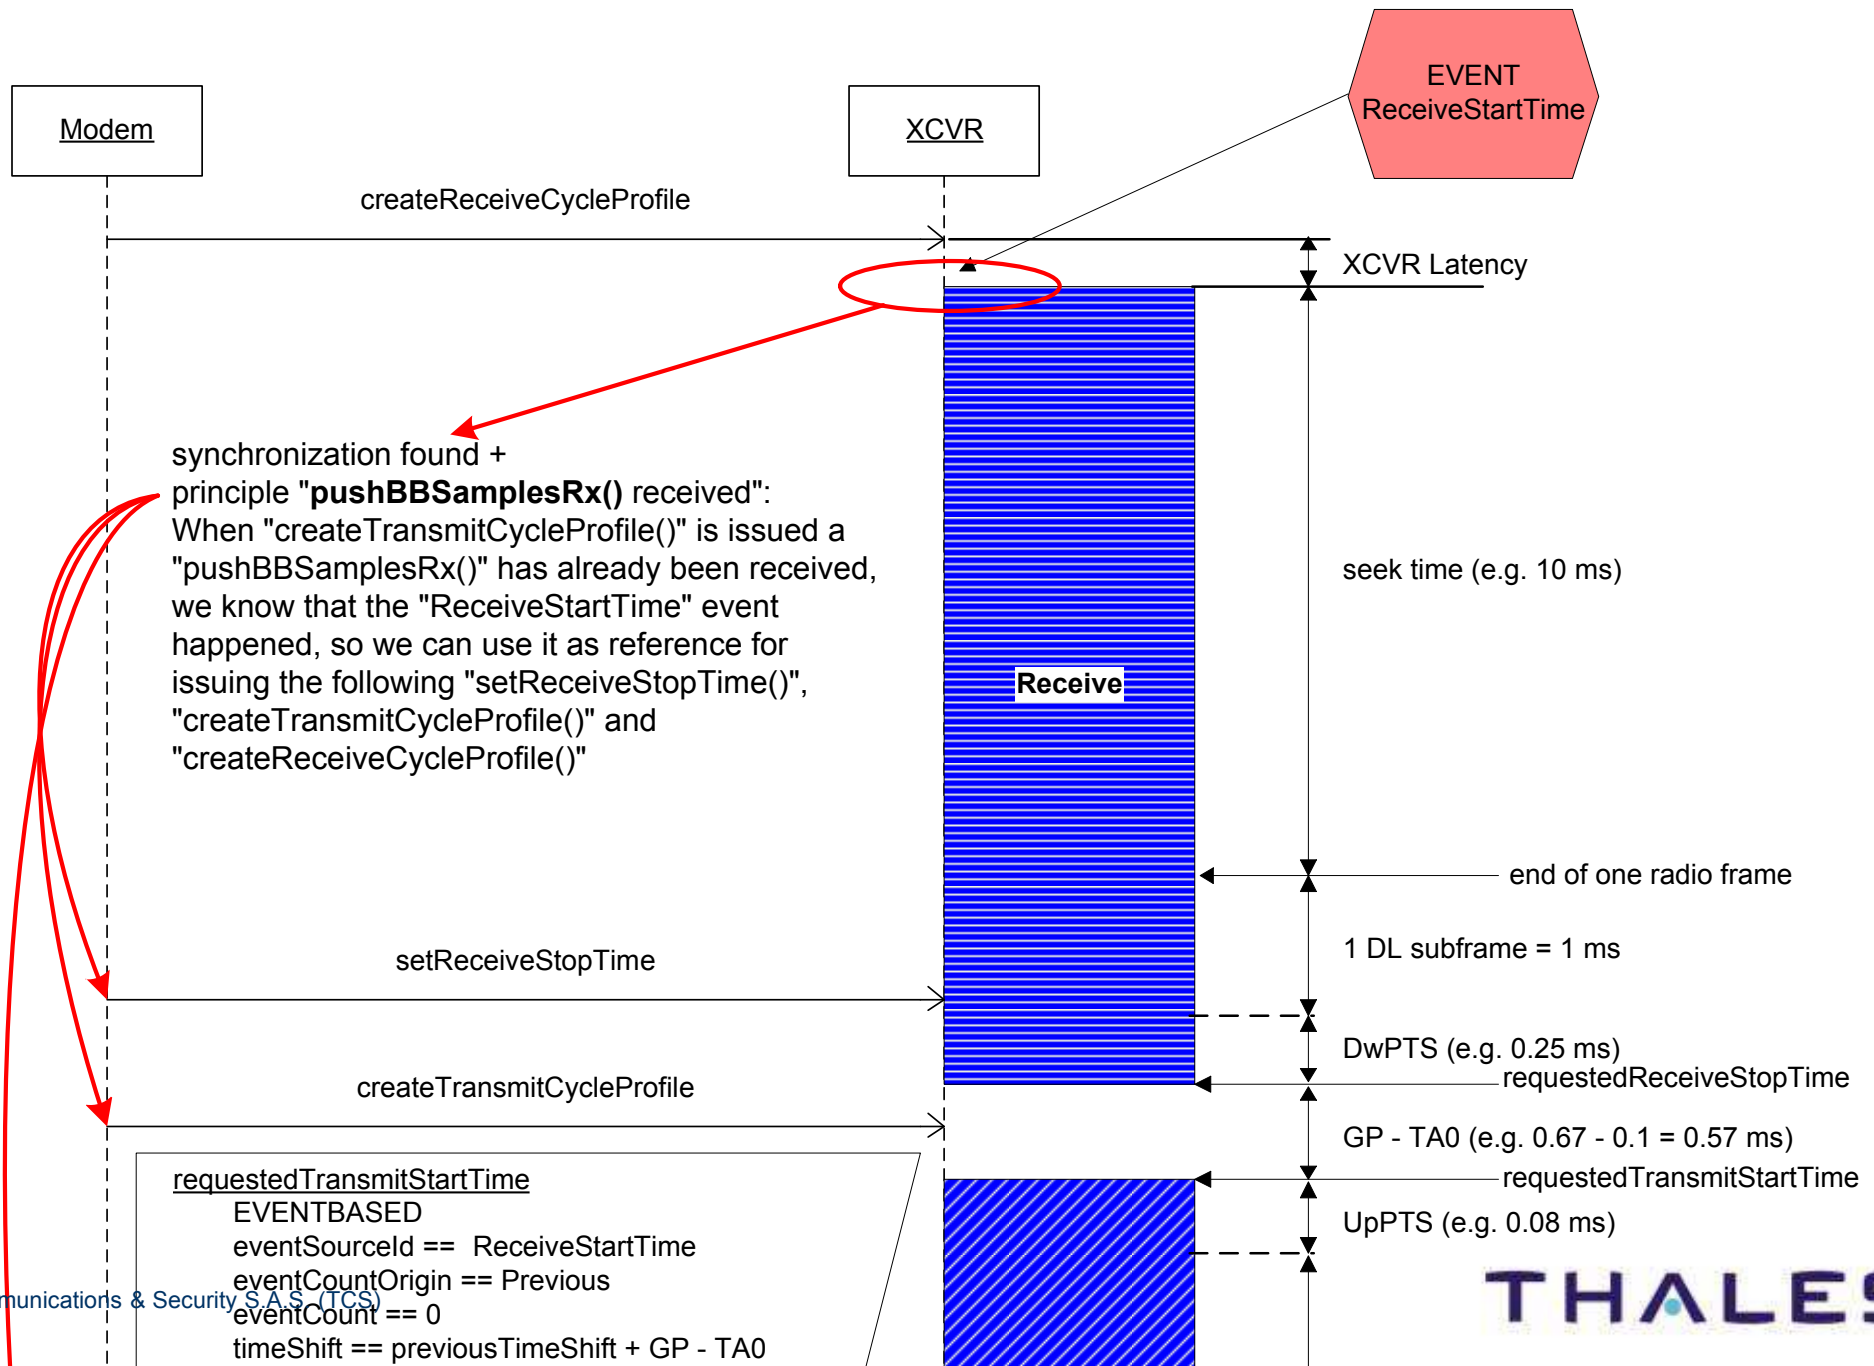 EVENT
ReceiveStartTime
Modem
XCVR
createReceiveCycleProfile
XCVR Latency
synchronization found +
principle "pushBBSamplesRx() received":
When "createTransmitCycleProfile()" is issued a
"pushBBSamplesRx()" has already been received,
we know that the "ReceiveStartTime" event
happened, so we can use it as reference for
issuing the following "setReceiveStopTime()",
"createTransmitCycleProfile()" and
"createReceiveCycleProfile()"
seek time (e.g. 10 ms)
Receive
end of one radio frame
setReceiveStopTime
1 DL subframe = 1 ms
DwPTS (e.g. 0.25 ms)
requestedReceiveStopTime
createTransmitCycleProfile
GP - TA0 (e.g. 0.67 - 0.1 = 0.57 ms)
requestedTransmitStartTime
UpPTS (e.g. 0.08 ms)
requestedTransmitStartTime
EVENTBASED
eventSourceId == ReceiveStartTime
eventCountOrigin == Previous
munications & Security S.A.S. (TCS)
eventCount == 0
timeShift == previousTimeShift + GP - TA0
THALES